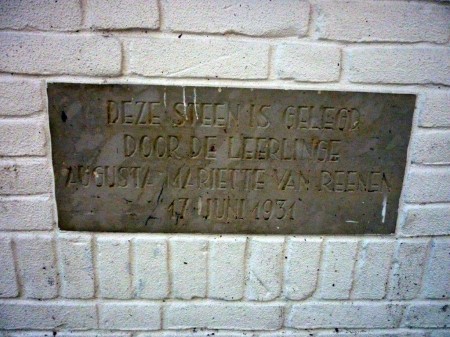 DEZE STEEN IS GELEGD
DOOR DE LEERLINGE
AUGUSTA MARIETTE VAN REENEN
17 JUNI 1931